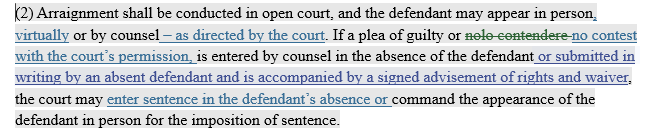 (2) Arraignment shall be conducted in open court, and the defendant may appear in person,
virtually or by counsel – as directed by the court. If a plea of guilty or nolo contendere no contest
with the court's permission, is entered by counsel in the absence of the defendant or submitted in
writing by an absent defendant and is accompanied by a signed advisement of rights and waiver,
the court may enter sentence in the defendant's absence or command the appearance of the
defendant in person for the imposition of sentence.